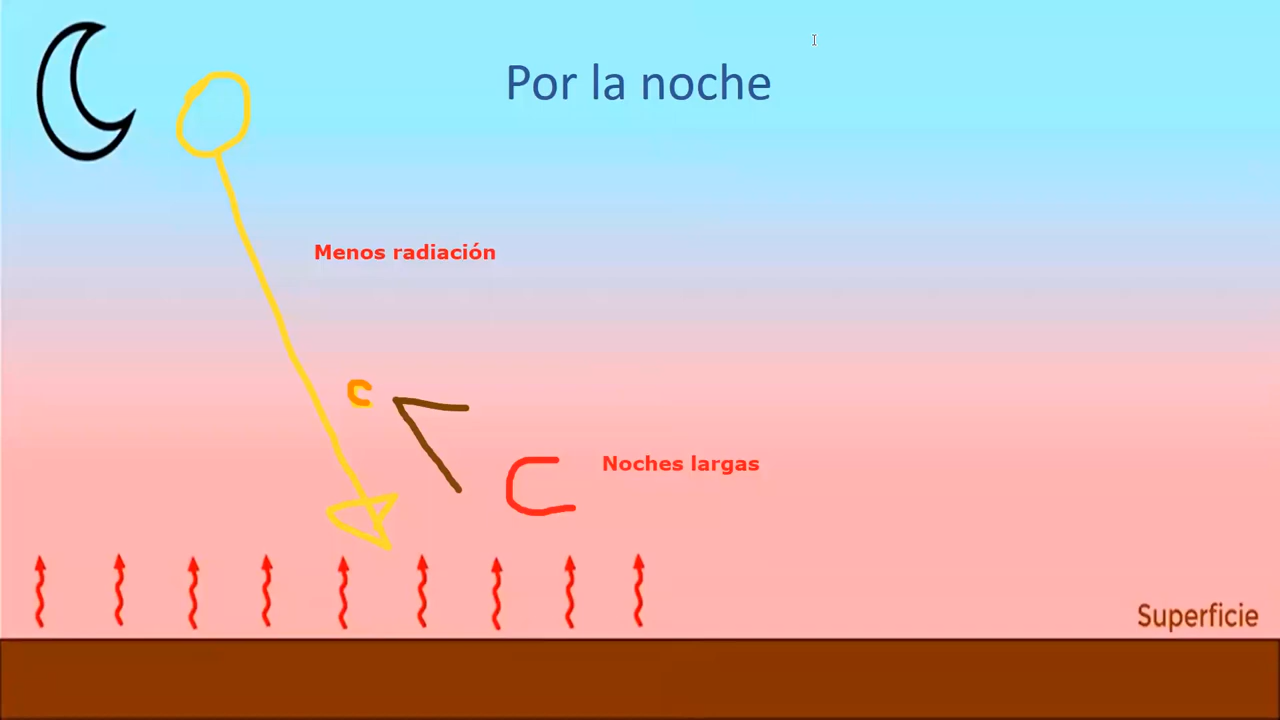 Por la noche
Menos radiación
C
C
Noches largas
Superficie